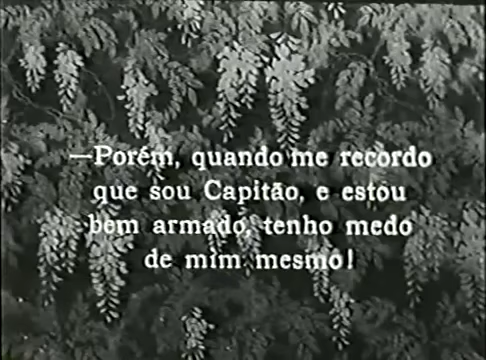 —Porém, quando me recordo
que sou Capitão, e estou
bem armado, tenho medo
de mim mesmo!